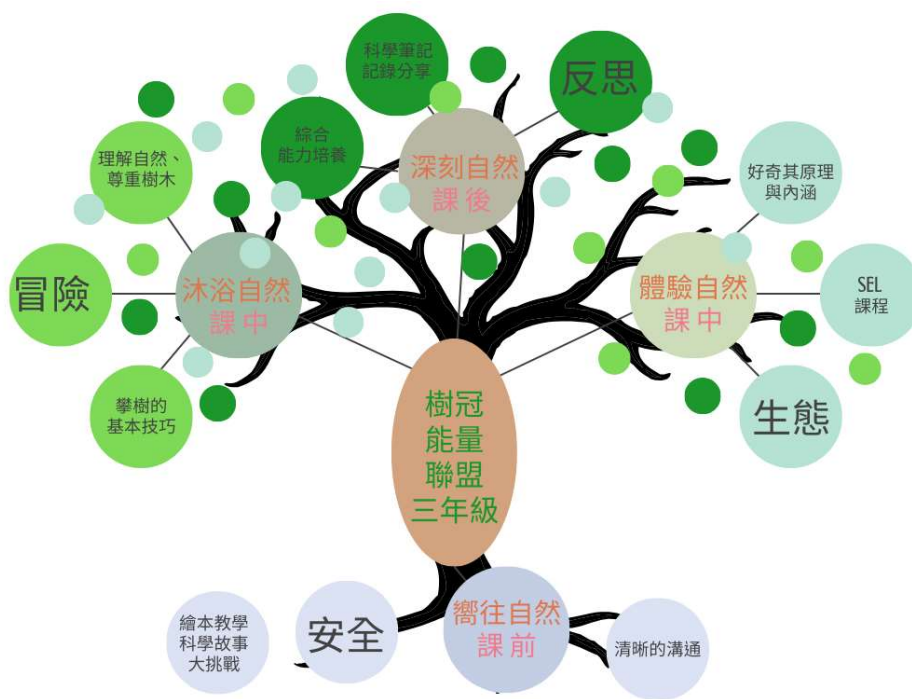 科學筆記
記錄分享
反思
綜合
能力培養
深刻自然
課後
理解自然、
尊重樹木
冒險
沐浴自然
課中
攀樹的
基本技巧
好奇其原理
與內涵
體驗自然
課中
SEL
課程
生態
樹冠
能量
聯盟
三年級
繪本教學
科學故事
大挑戰
安全
嚮往自然
課前
清晰的溝通